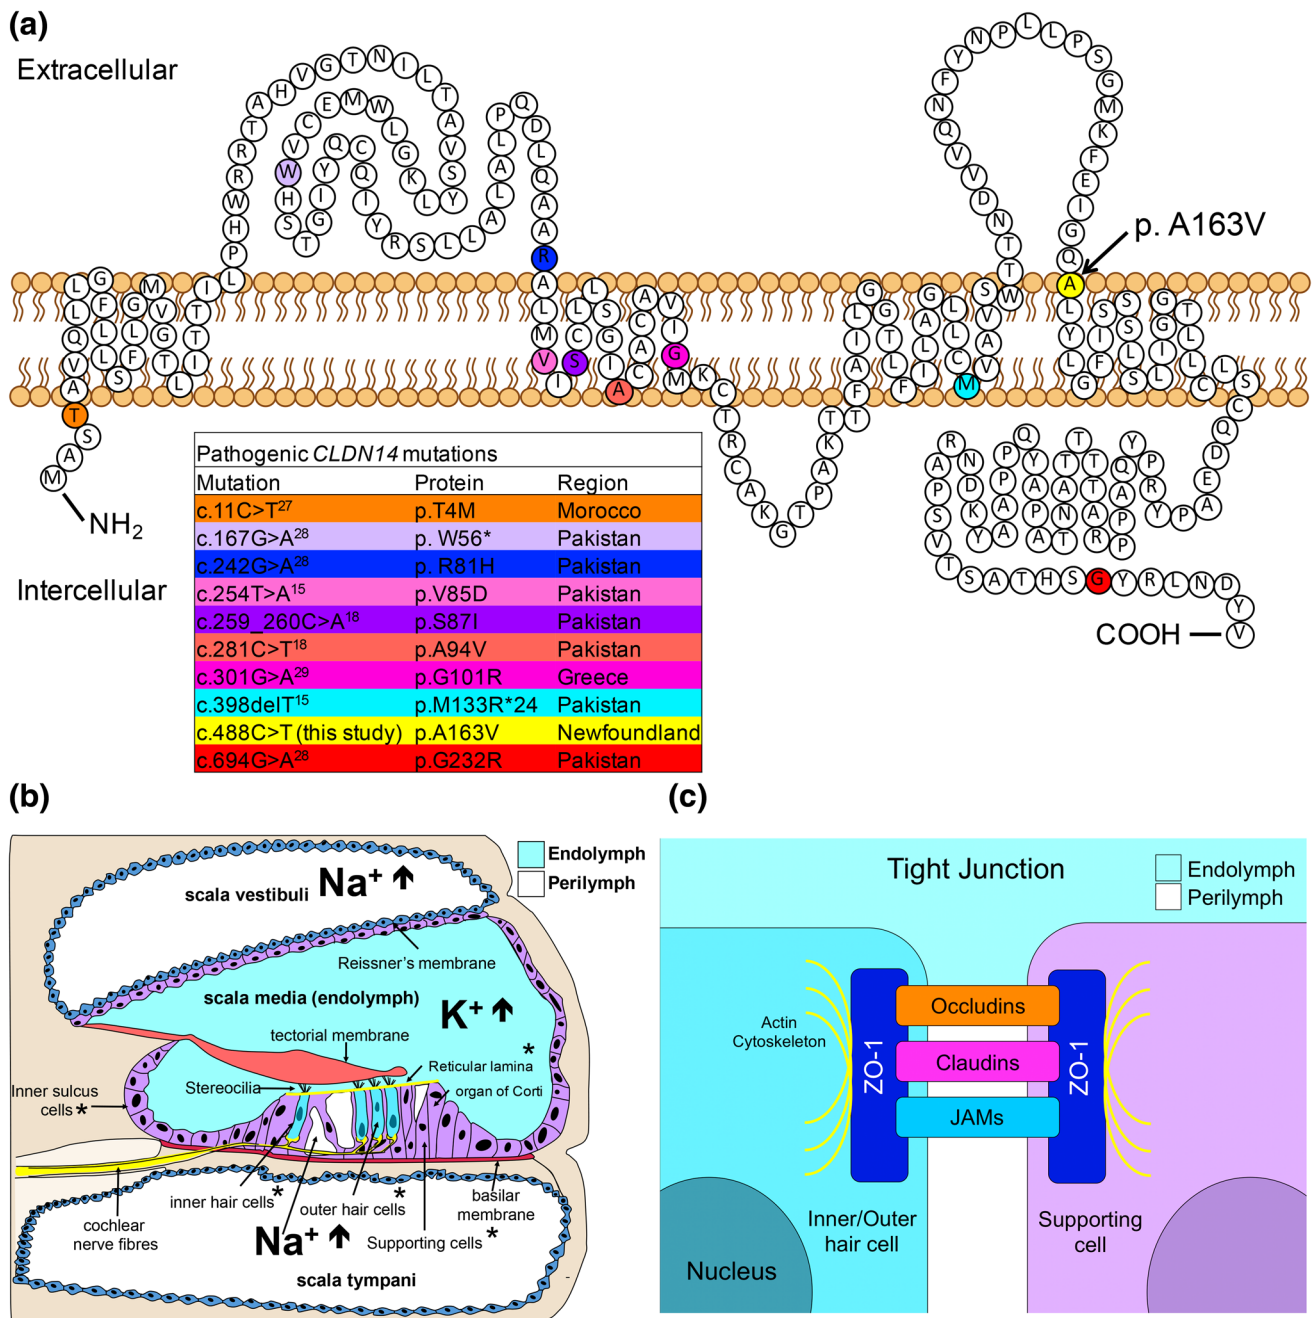 (a)
Extracellular
p. A163V
NH2
Intercellular
COOH
Pathogenic CLDN14 mutations
Mutation Protein Region
c.11C>T27 p.T4M Morocco
c.167G>A28 p. W56* Pakistan
c.242G>A28 p. R81H Pakistan
c.254T>A15 p.V85D Pakistan
c.259_260C>A18 p.S87I Pakistan
c.281C>T18 p.A94V Pakistan
c.301G>A29 p.G101R Greece
c.398delT15 p.M133R*24 Pakistan
c.488C>T (this study) p.A163V Newfoundland
c.694G>A28 p.G232R Pakistan
(b)
Endolymph
Perilymph
scala vestibuli Na+ ↑
Reissner's membrane
scala media (endolymph)
K+ ↑
tectorial membrane
Reticular lamina *
Stereocilia
organ of Corti
Inner sulcus
cells *
inner hair cells *
outer hair cells *
basilar
membrane *
cochlear
nerve fibres
Na+ ↑
Supporting cells *
scala tympani
(c)
Tight Junction
Endolymph
Perilymph
Actin
Cytoskeleton
ZO-1
Occludins
Claudins
JAMs
ZO-1
Inner/Outer
hair cell
Supporting
cell
Nucleus